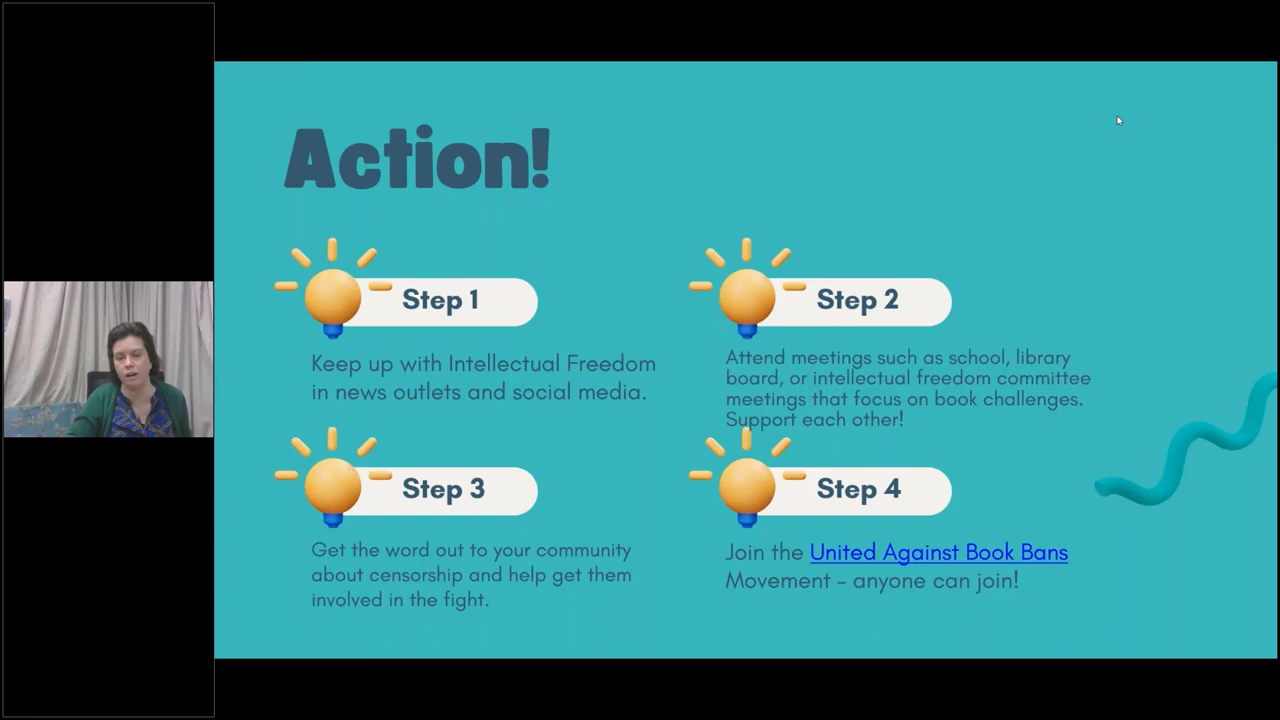 Action!
Step 1
Keep up with Intellectual Freedom
in news outlets and social media.
Step 2
Attend meetings such as school, library
board, or intellectual freedom committee
meetings that focus on book challenges.
Support each other!
Step 3
Get the word out to your community
about censorship and help get them
involved in the fight.
Step 4
Join the United Against Book Bans
Movement - anyone can join!